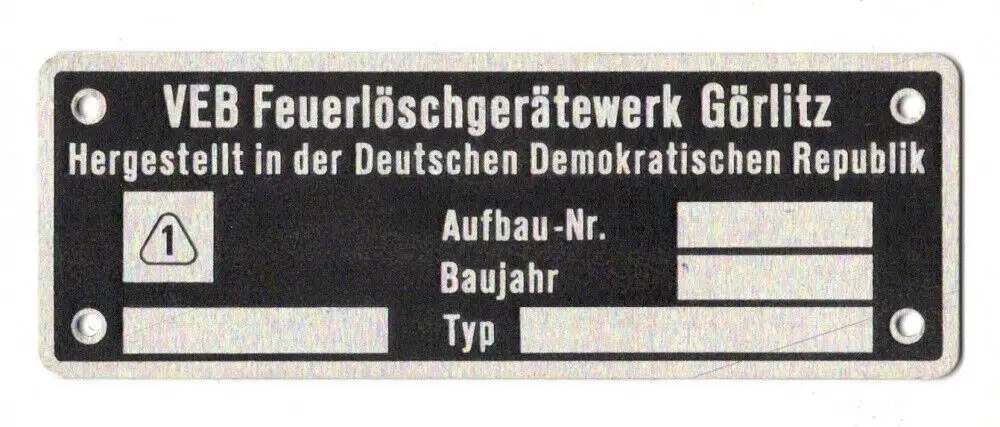 VEB Feuerlöschgerätewerk Görlitz
Hergestellt in der Deutschen Demokratischen Republik
1
Aufbau-Nr.
Baujahr
Typ